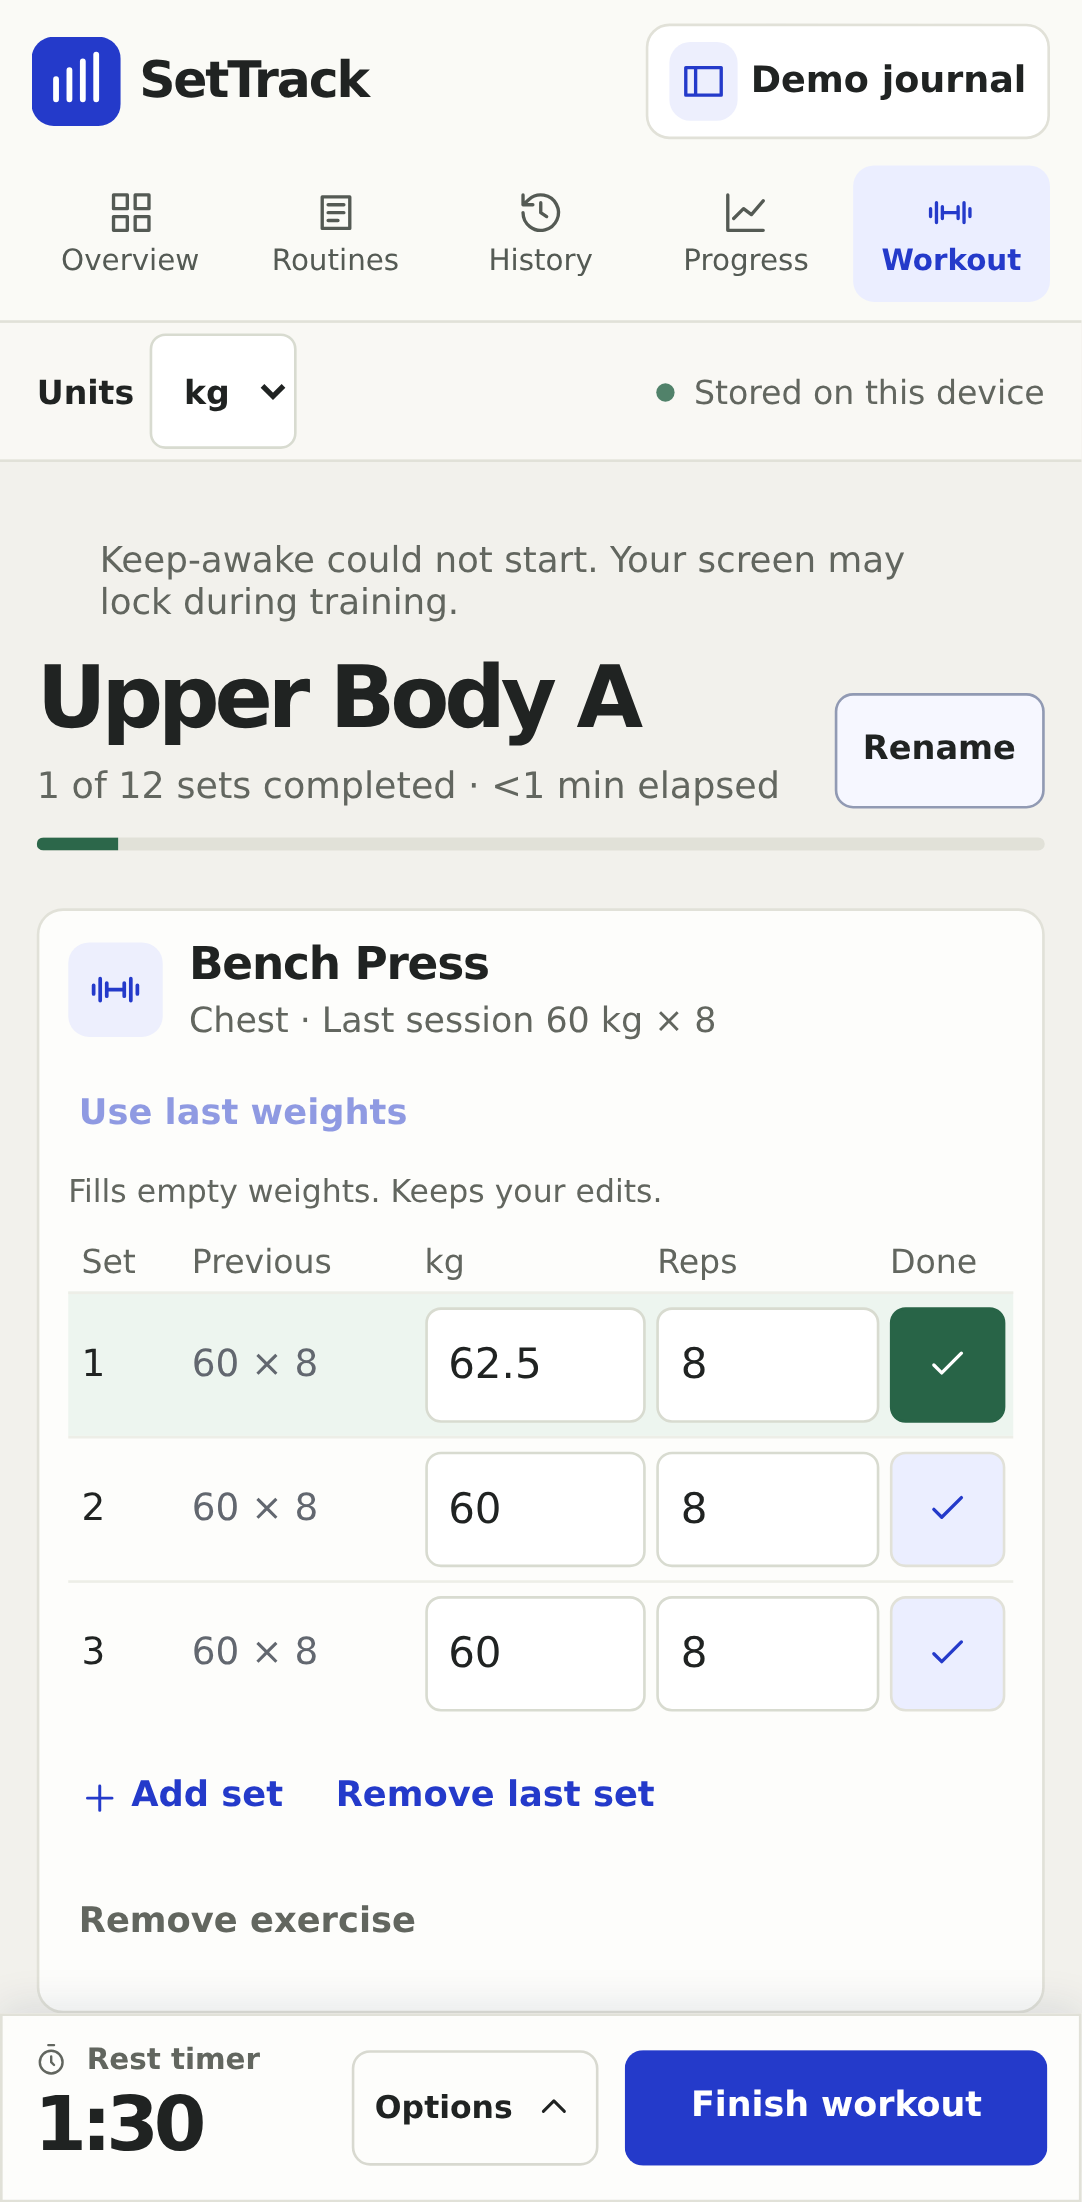 SetTrack
Demo journal
Overview
Routines
History
Progress
Workout
Units
kg
Stored on this device
Keep-awake could not start. Your screen may
lock during training.
Upper Body A
Rename
1 of 12 sets completed · <1 min elapsed
Bench Press
Chest · Last session 60 kg × 8
Use last weights
Fills empty weights. Keeps your edits.
Set Previous kg Reps Done
1 60 × 8 62.5 8
2 60 × 8 60 8
3 60 × 8 60 8
+ Add set Remove last set
Remove exercise
Rest timer
1:30
Options
Finish workout